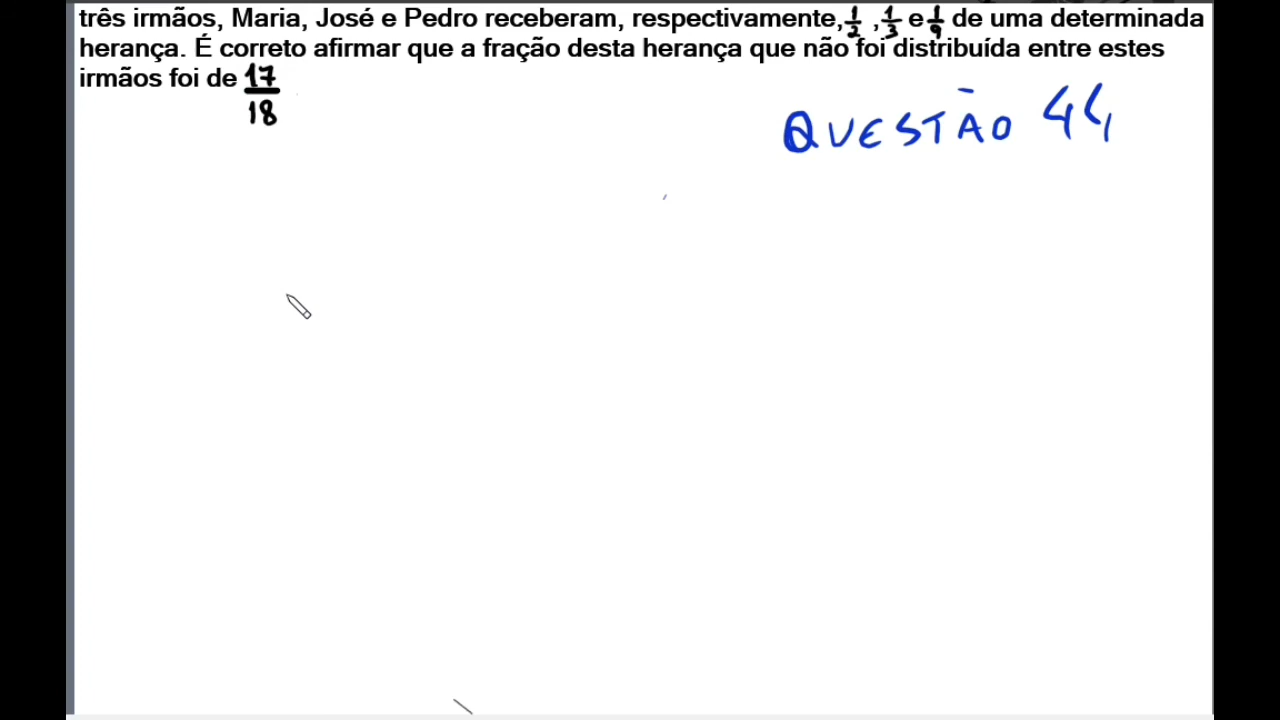 três irmãos, Maria, José e Pedro receberam, respectivamente, 1/2 , 1/3 e 1/9 de uma determinada
herança. É correto afirmar que a fração desta herança que não foi distribuída entre estes
irmãos foi de 17/18
QUESTÃO 44